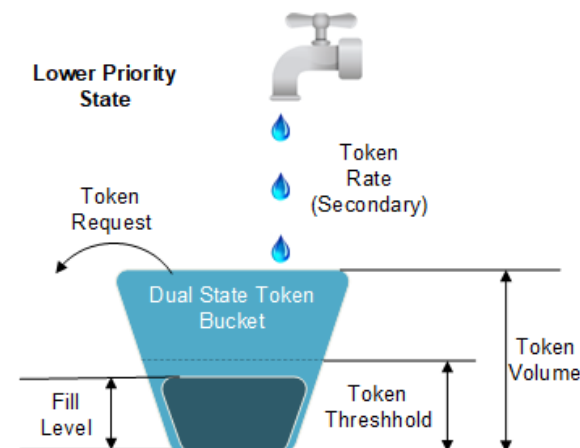 Lower Priority
State
Token
Rate
(Secondary)
Token
Request
Dual State Token
Bucket
Token
Volume
Token
Threshhold
Fill
Level